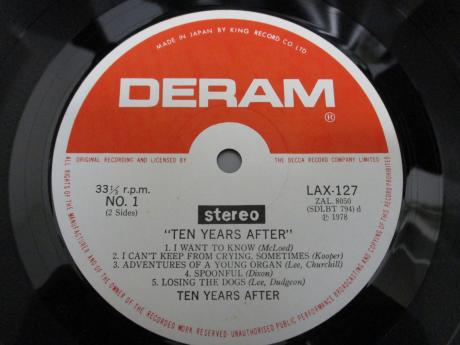 MADE IN JAPAN BY KING RECORD CO. LTD
DERAM
®
ORIGINAL RECORDING AND LICENSED BY THE DECCA RECORD COMPANY LIMITED
33⅓ r.p.m.
NO. 1
(2 Sides)
stereo
LAX-127
ZAL. 8050
(SDLBT 794) d
℗ 1978
"TEN YEARS AFTER"
1. I WANT TO KNOW (McLoed)
2. I CAN'T KEEP FROM CRYING, SOMETIMES (Kooper)
3. ADVENTURES OF A YOUNG ORGAN (Lee, Churchill)
4. SPOONFUL (Dixon)
5. LOSING THE DOGS (Lee, Dudgeon)
TEN YEARS AFTER
ALL RIGHTS OF THE MANUFACTURER AND OF THE OWNER OF THE RECORDED WORK RESERVED-UNAUTHORISED PUBLIC PERFORMANCE BROADCASTING AND COPYING OF THIS RECORD PROHIBITED